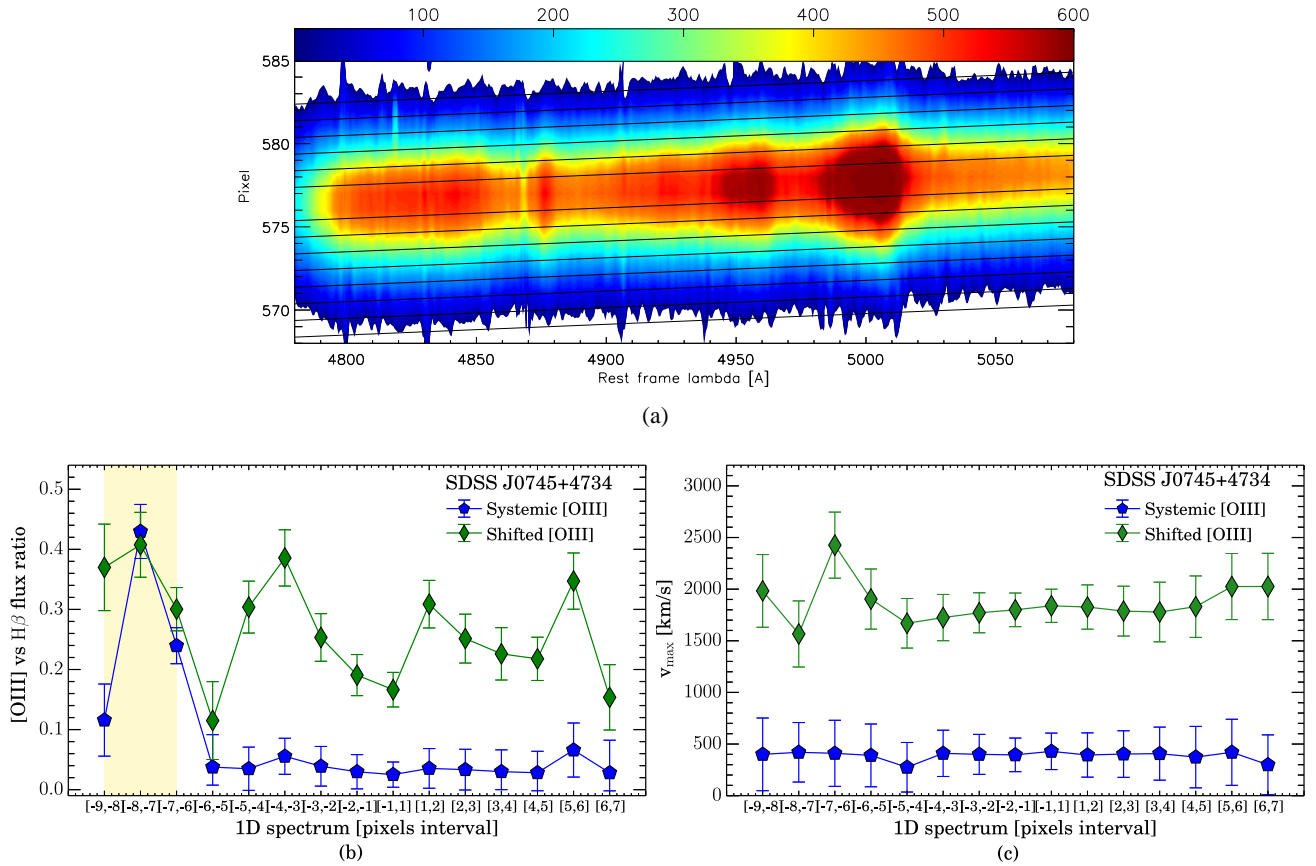 100 200 300 400 500 600
585
580
575
570
Pixel
4800 4850 4900 4950 5000 5050
Rest frame lambda [A]
(a)
SDSS J0745+4734
Systemic [OIII]
Shifted [OIII]
0.5
0.4
0.3
0.2
0.1
0.0
[OIII] vs Hβ flux ratio
[-9,-8] [-8,-7] [-7,-6] [-6,-5] [-5,-4] [-4,-3] [-3,-2] [-2,-1] [-1,1] [1,2] [2,3] [3,4] [4,5] [5,6] [6,7]
1D spectrum [pixels interval]
(b)
SDSS J0745+4734
Systemic [OIII]
Shifted [OIII]
3000
2500
2000
1500
1000
500
0
v_max [km/s]
[-9,-8] [-8,-7] [-7,-6] [-6,-5] [-5,-4] [-4,-3] [-3,-2] [-2,-1] [-1,1] [1,2] [2,3] [3,4] [4,5] [5,6] [6,7]
1D spectrum [pixels interval]
(c)